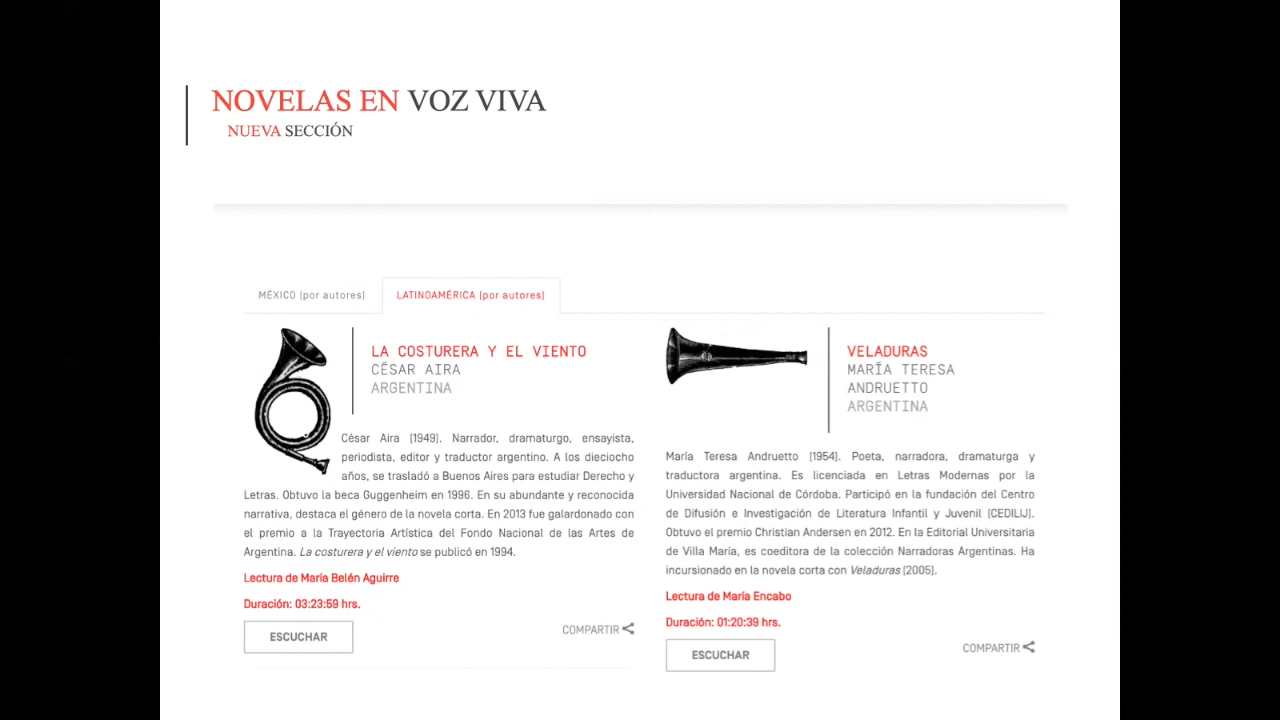 NOVELAS EN VOZ VIVA
NUEVA SECCIÓN
MÉXICO [por autores]
LATINOAMÉRICA [por autores]
LA COSTURERA Y EL VIENTO
CÉSAR AIRA
ARGENTINA
César Aira [1949]. Narrador, dramaturgo, ensayista,
periodista, editor y traductor argentino. A los dieciocho
años, se trasladó a Buenos Aires para estudiar Derecho y
Letras. Obtuvo la beca Guggenheim en 1996. En su abundante y reconocida
narrativa, destaca el género de la novela corta. En 2013 fue galardonado con
el premio a la Trayectoria Artística del Fondo Nacional de las Artes de
Argentina. La costurera y el viento se publicó en 1994.
Lectura de María Belén Aguirre
Duración: 03:23:59 hrs.
ESCUCHAR
COMPARTIR
VELADURAS
MARÍA TERESA
ANDRUETTO
ARGENTINA
María Teresa Andruetto [1954]. Poeta, narradora, dramaturga y
traductora argentina. Es licenciada en Letras Modernas por la
Universidad Nacional de Córdoba. Participó en la fundación del Centro
de Difusión e Investigación de Literatura Infantil y Juvenil [CEDILIJ].
Obtuvo el premio Christian Andersen en 2012. En la Editorial Universitaria
de Villa María, es coeditora de la colección Narradoras Argentinas. Ha
incursionado en la novela corta con Veladuras [2005].
Lectura de María Encabo
Duración: 01:20:39 hrs.
ESCUCHAR
COMPARTIR